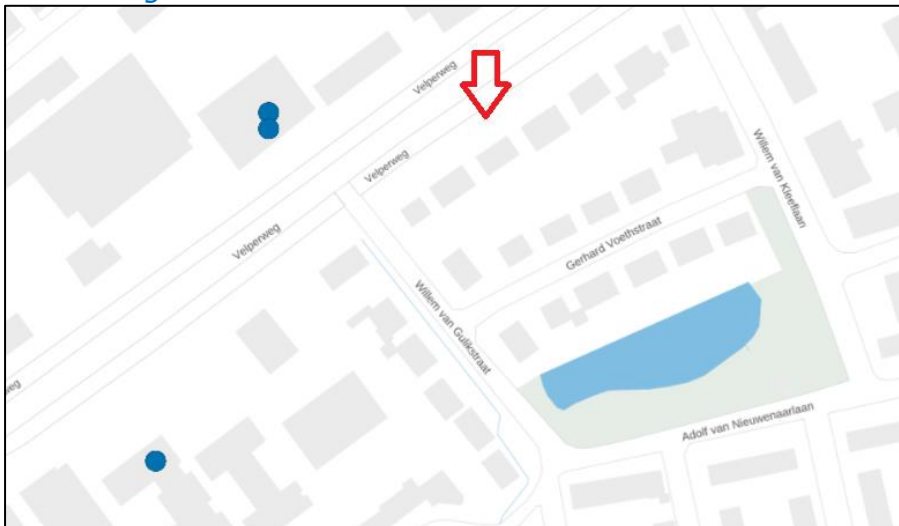 Velperweg
Velperweg
Velperweg
Willem van Kleeflaan
Gerhard Voethstraat
Willem van Gulikstraat
Adolf van Nieuwenaarlaan